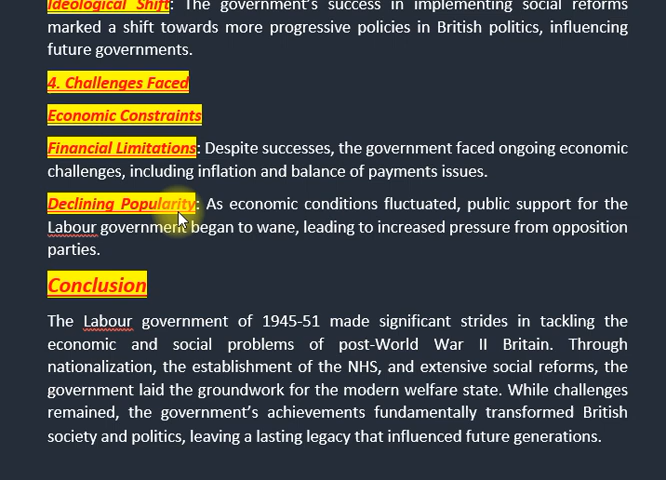 Ideological Shift: The government's success in implementing social reforms
marked a shift towards more progressive policies in British politics, influencing
future governments.
4. Challenges Faced
Economic Constraints
Financial Limitations: Despite successes, the government faced ongoing economic
challenges, including inflation and balance of payments issues.
Declining Popularity: As economic conditions fluctuated, public support for the
Labour government began to wane, leading to increased pressure from opposition
parties.
Conclusion
The Labour government of 1945-51 made significant strides in tackling the
economic and social problems of post-World War II Britain. Through
nationalization, the establishment of the NHS, and extensive social reforms, the
government laid the groundwork for the modern welfare state. While challenges
remained, the government's achievements fundamentally transformed British
society and politics, leaving a lasting legacy that influenced future generations.